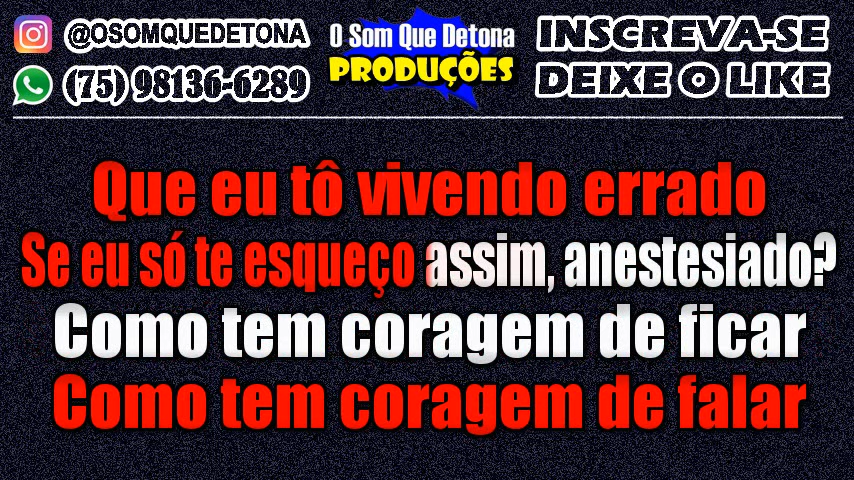 @OSOMQUEDETONA
(75) 98136-6289
O Som Que Detona
PRODUÇÕES
INSCREVA-SE
DEIXE O LIKE
Que eu tô vivendo errado
Se eu só te esqueço assim, anestesiado?
Como tem coragem de ficar
Como tem coragem de falar